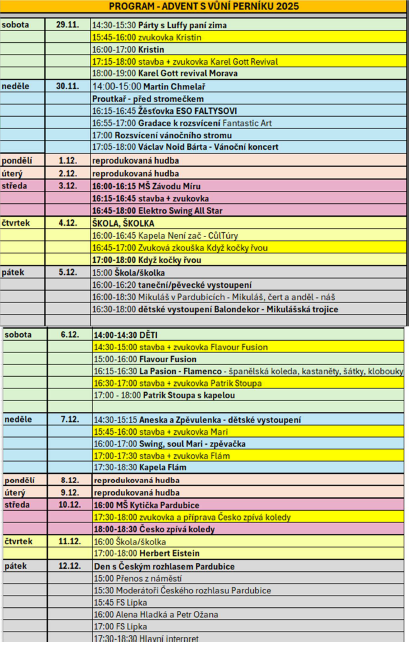 PROGRAM - ADVENT S VŮNÍ PERNÍKU 2025
sobota 29.11. 14:30-15:30 Párty s Luffy paní zima
15:45-16:00 zvukovka Kristin
16:00-17:00 Kristin
17:15-18:00 stavba + zvukovka Karel Gott Revival
18:00-19:00 Karel Gott revival Morava
neděle 30.11. 14:00-15:00 Martin Chmelař
Proutkař - před stromečkem
16:15-16:45 Žěsťovka ESO FALTYSOVI
16:55-17:00 Gradace k rozsvícení Fantastic Art
17:00 Rozsvícení vánočního stromu
17:05-18:00 Václav Noid Bárta - Vánoční koncert
pondělí 1.12. reprodukovaná hudba
úterý 2.12. reprodukovaná hudba
středa 3.12. 16:00-16:15 MŠ Závodu Míru
16:15-16:45 stavba + zvukovka
16:45-18:00 Elektro Swing All Star
čtvrtek 4.12. ŠKOLA, ŠKOLKA
16:00-16:45 Kapela Není zač - CůlTúry
16:45-17:00 Zvuková zkouška Když kočky řvou
17:00-18:00 Když kočky řvou
pátek 5.12. 15:00 Škola/školka
16:00-16:20 taneční/pěvecké vystoupení
16:00-18:30 Mikuláš v Pardubicích - Mikuláš, čert a anděl - náš
16:30-18:00 dětské vystoupení Balondekor - Mikulášská trojice
sobota 6.12. 14:00-14:30 DĚTI
14:30-15:00 stavba + zvukovka Flavour Fusion
15:00-16:00 Flavour Fusion
16:15-16:30 La Pasion - Flamenco - španělská koleda, kastaněty, šátky, klobouky
16:30-17:00 stavba + zvukovka Patrik Stoupa
17:00 - 18:00 Patrik Stoupa s kapelou
neděle 7.12. 14:30-15:15 Aneska a Zpěvulenka - dětské vystoupení
15:45-16:00 stavba + zvukovka Mari
16:00-17:00 Swing, soul Mari - zpěvačka
17:00-17:30 stavba + zvukovka Flám
17:30-18:30 Kapela Flám
pondělí 8.12. reprodukovaná hudba
úterý 9.12. reprodukovaná hudba
středa 10.12. 16:00 MŠ Kytička Pardubice
17:30-18:00 zvukovka a příprava Česko zpívá koledy
18:00-18:30 Česko zpívá koledy
čtvrtek 11.12. 16:00 Škola/školka
17:00-18:00 Herbert Eistein
pátek 12.12. Den s Českým rozhlasem Pardubice
15:00 Přenos z náměstí
15:30 Moderátoři Českého rozhlasu Pardubice
15:45 FS Lipka
16:00 Alena Hladká a Petr Ožana
17:00 FS Lipka
17:30-18:30 Hlavní interpret